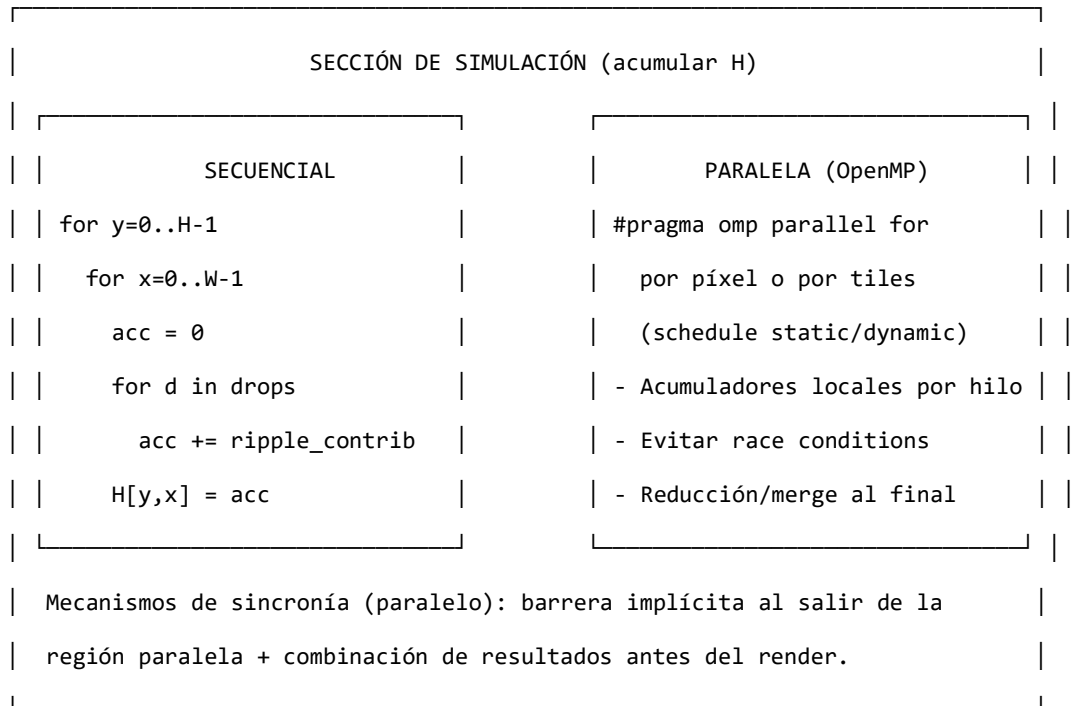 SECCIÓN DE SIMULACIÓN (acumular H)
SECUENCIAL PARALELA (OpenMP)
for y=0..H-1 #pragma omp parallel for
for x=0..W-1 por píxel o por tiles
acc = 0 (schedule static/dynamic)
for d in drops - Acumuladores locales por hilo
acc += ripple_contrib - Evitar race conditions
H[y,x] = acc - Reducción/merge al final
Mecanismos de sincronía (paralelo): barrera implícita al salir de la
región paralela + combinación de resultados antes del render.